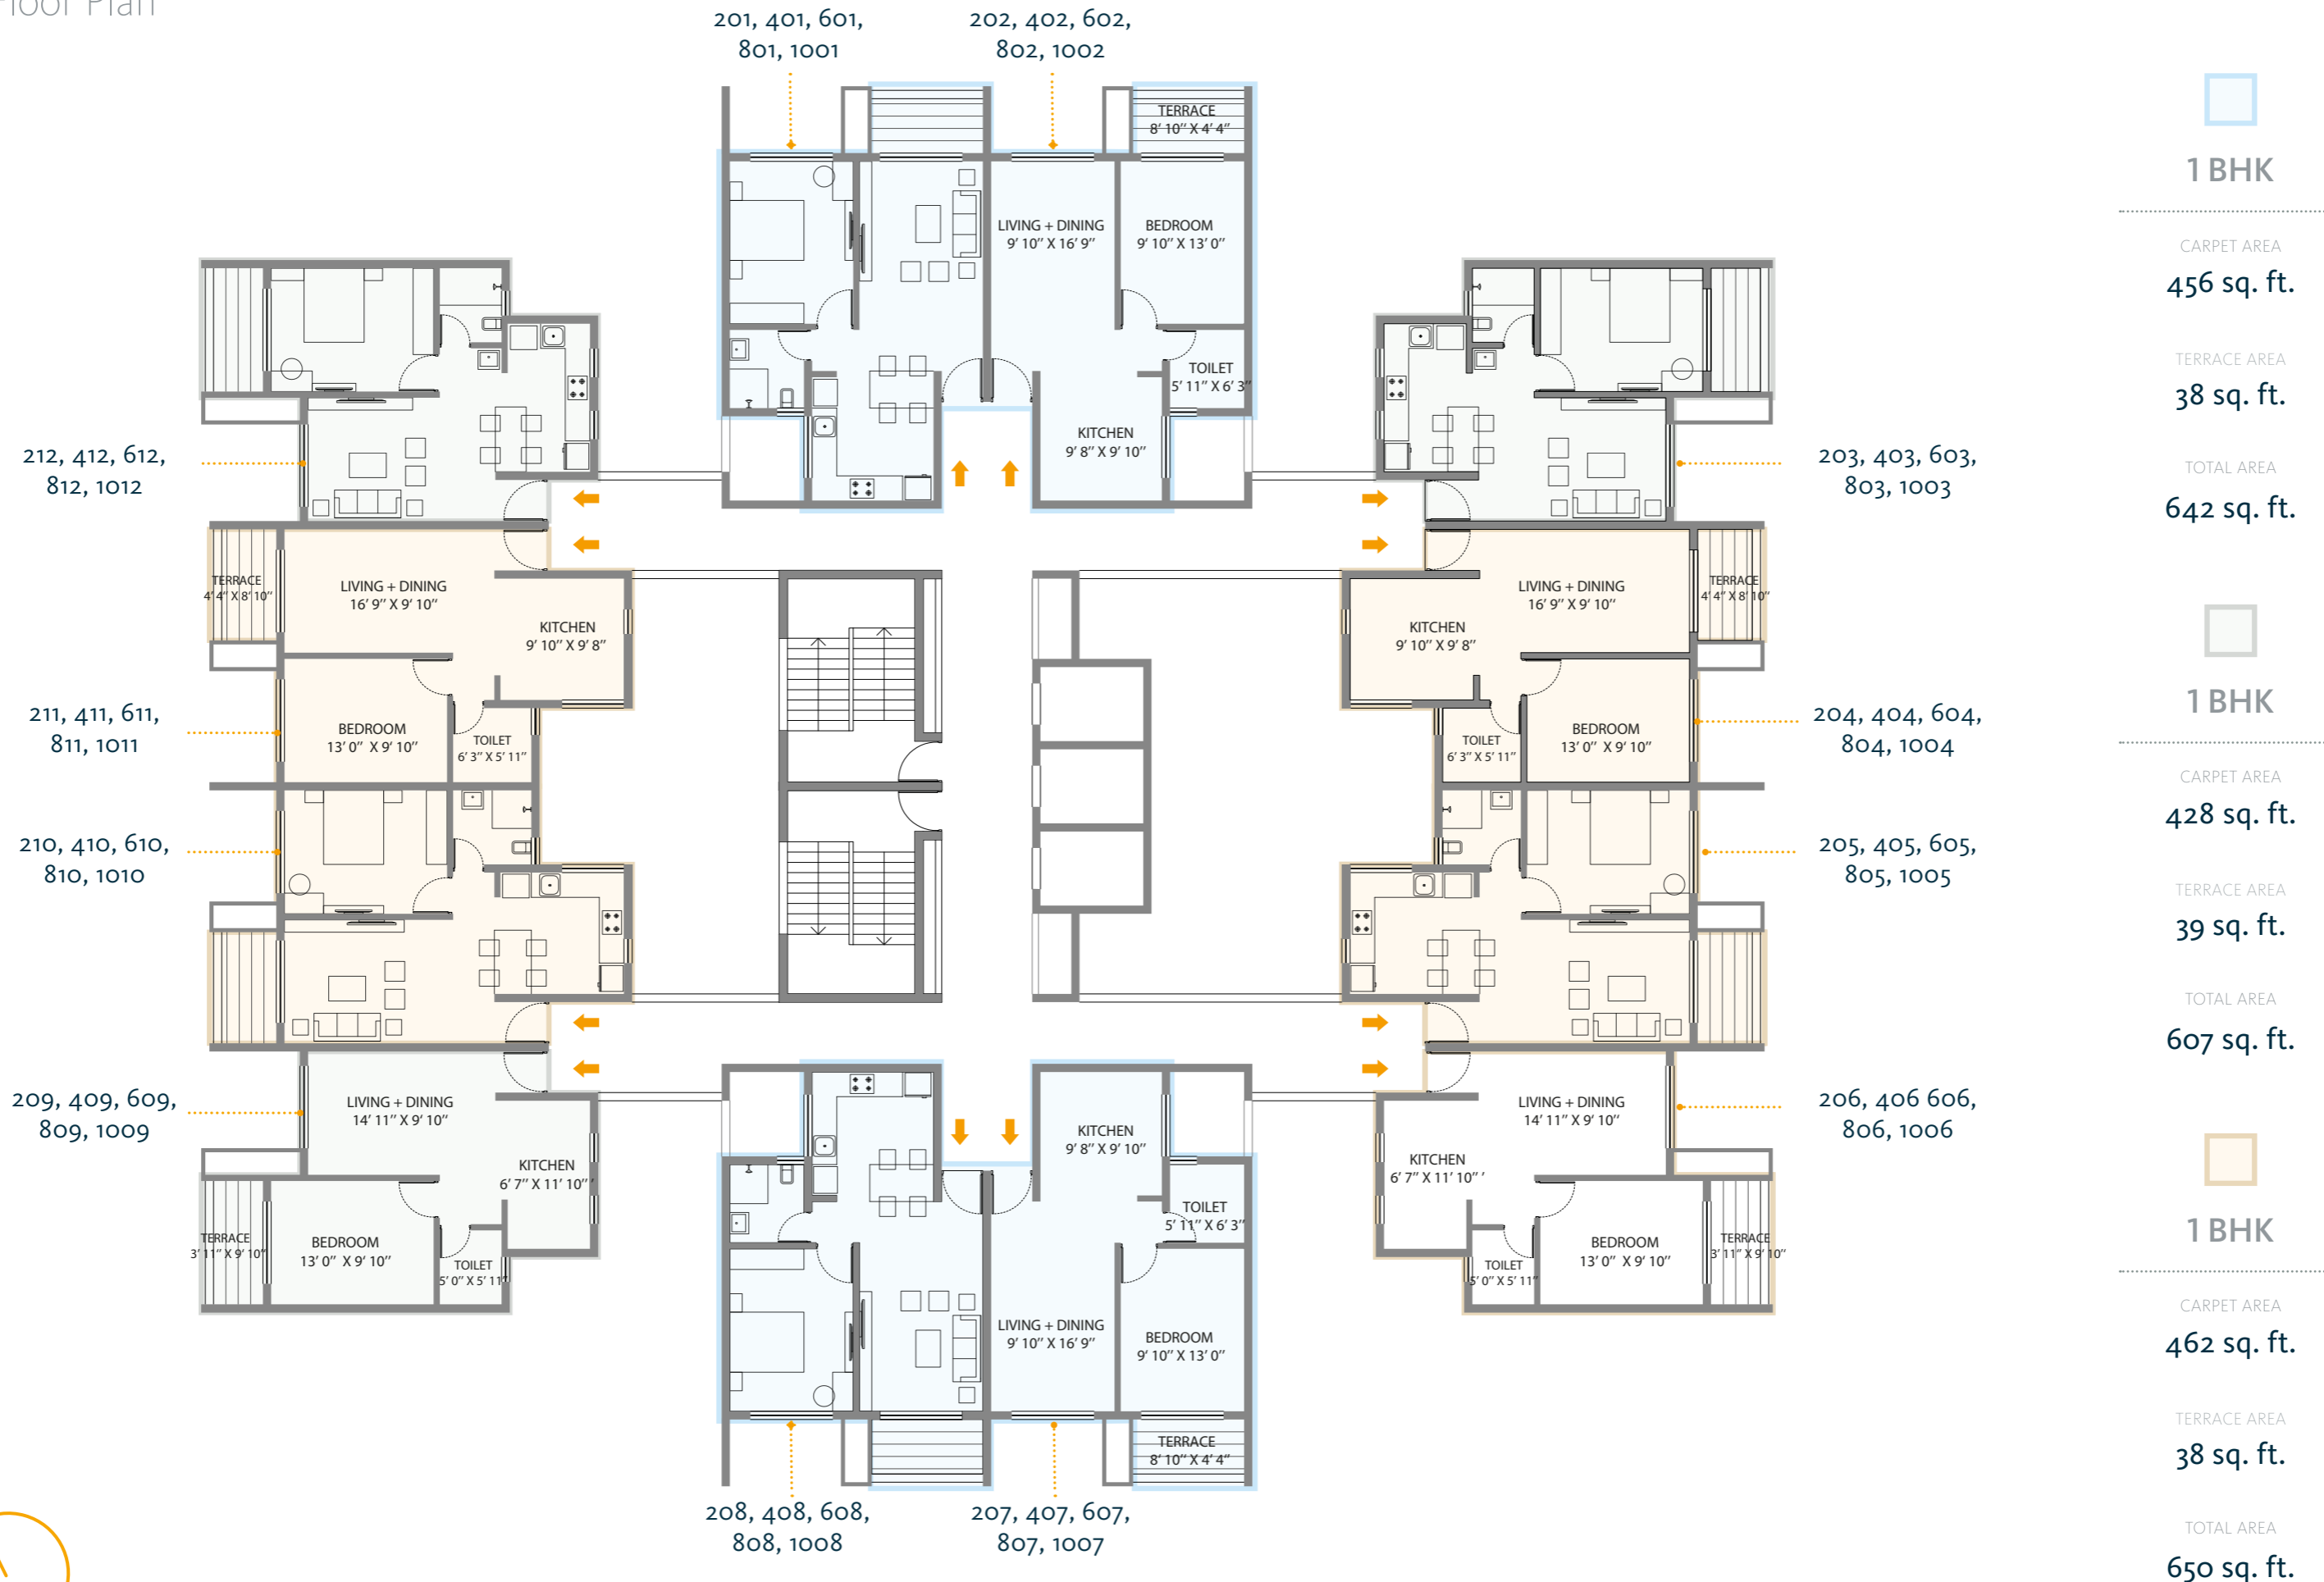 Floor Plan
201, 401, 601,
801, 1001
202, 402, 602,
802, 1002
TERRACE
8' 10" X 4' 4"
LIVING + DINING
9' 10" X 16' 9"
BEDROOM
9' 10" X 13' 0"
TOILET
5' 11" X 6' 3"
KITCHEN
9' 8" X 9' 10"
212, 412, 612,
812, 1012
203, 403, 603,
803, 1003
TERRACE
4' 4" X 8' 10"
LIVING + DINING
16' 9" X 9' 10"
KITCHEN
9' 10" X 9' 8"
BEDROOM
13' 0" X 9' 10"
TOILET
6' 3" X 5' 11"
211, 411, 611,
811, 1011
LIVING + DINING
16' 9" X 9' 10"
TERRACE
4' 4" X 8' 10"
KITCHEN
9' 10" X 9' 8"
BEDROOM
13' 0" X 9' 10"
TOILET
6' 3" X 5' 11"
204, 404, 604,
804, 1004
210, 410, 610,
810, 1010
205, 405, 605,
805, 1005
209, 409, 609,
809, 1009
LIVING + DINING
14' 11" X 9' 10"
KITCHEN
6' 7" X 11' 10" '
TERRACE
3' 11" X 9' 10"
BEDROOM
13' 0" X 9' 10"
TOILET
5' 0" X 5' 11"
KITCHEN
9' 8" X 9' 10"
TOILET
5' 11" X 6' 3"
LIVING + DINING
9' 10" X 16' 9"
BEDROOM
9' 10" X 13' 0"
TERRACE
8' 10" X 4' 4"
LIVING + DINING
14' 11" X 9' 10"
KITCHEN
6' 7" X 11' 10" '
BEDROOM
13' 0" X 9' 10"
TERRACE
3' 11" X 9' 10"
TOILET
5' 0" X 5' 11"
206, 406 606,
806, 1006
208, 408, 608,
808, 1008
207, 407, 607,
807, 1007
1 BHK
CARPET AREA
456 sq. ft.
TERRACE AREA
38 sq. ft.
TOTAL AREA
642 sq. ft.
1 BHK
CARPET AREA
428 sq. ft.
TERRACE AREA
39 sq. ft.
TOTAL AREA
607 sq. ft.
1 BHK
CARPET AREA
462 sq. ft.
TERRACE AREA
38 sq. ft.
TOTAL AREA
650 sq. ft.